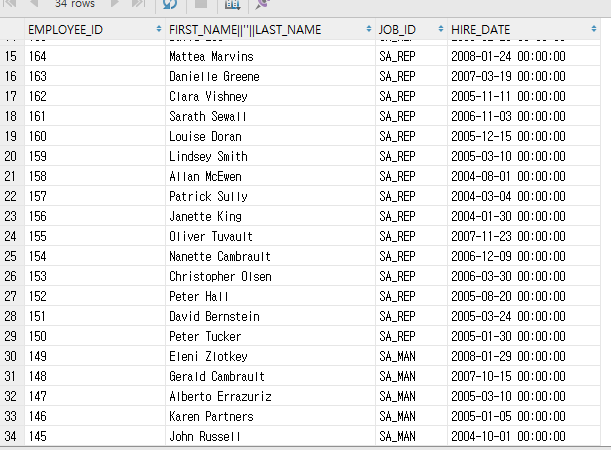 34 rows
EMPLOYEE_ID FIRST_NAME||''||LAST_NAME JOB_ID HIRE_DATE
15 164 Mattea Marvins SA_REP 2008-01-24 00:00:00
16 163 Danielle Greene SA_REP 2007-03-19 00:00:00
17 162 Clara Vishney SA_REP 2005-11-11 00:00:00
18 161 Sarath Sewall SA_REP 2006-11-03 00:00:00
19 160 Louise Doran SA_REP 2005-12-15 00:00:00
20 159 Lindsey Smith SA_REP 2005-03-10 00:00:00
21 158 Allan McEwen SA_REP 2004-08-01 00:00:00
22 157 Patrick Sully SA_REP 2004-03-04 00:00:00
23 156 Janette King SA_REP 2004-01-30 00:00:00
24 155 Oliver Tuvault SA_REP 2007-11-23 00:00:00
25 154 Nanette Cambrault SA_REP 2006-12-09 00:00:00
26 153 Christopher Olsen SA_REP 2006-03-30 00:00:00
27 152 Peter Hall SA_REP 2005-08-20 00:00:00
28 151 David Bernstein SA_REP 2005-03-24 00:00:00
29 150 Peter Tucker SA_REP 2005-01-30 00:00:00
30 149 Eleni Zlotkey SA_MAN 2008-01-29 00:00:00
31 148 Gerald Cambrault SA_MAN 2007-10-15 00:00:00
32 147 Alberto Errazuriz SA_MAN 2005-03-10 00:00:00
33 146 Karen Partners SA_MAN 2005-01-05 00:00:00
34 145 John Russell SA_MAN 2004-10-01 00:00:00